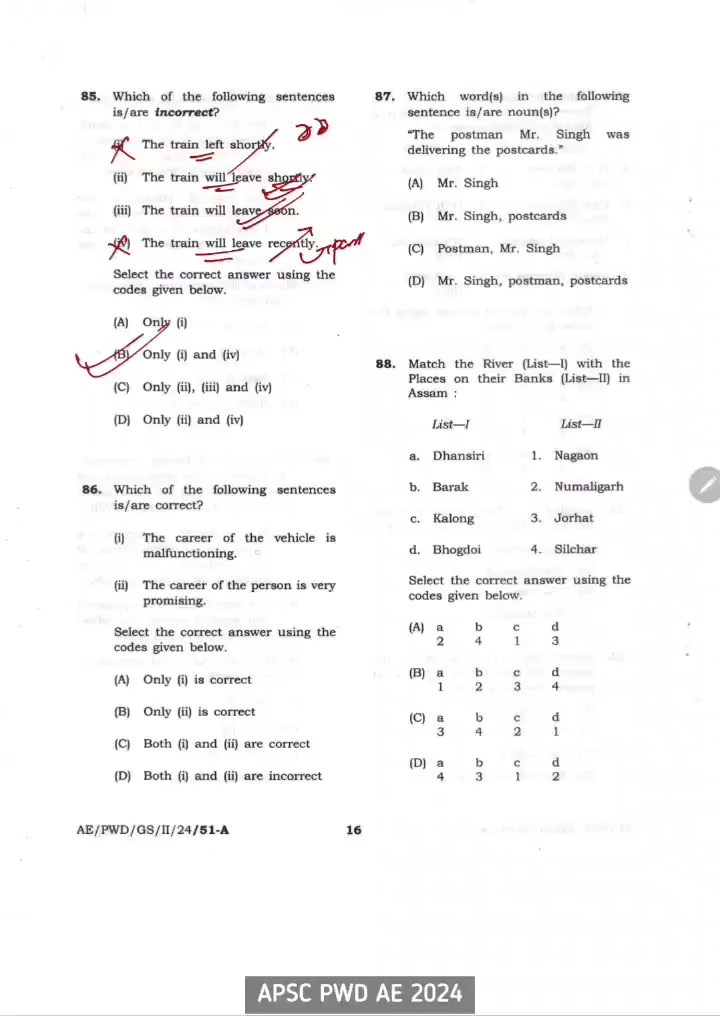 85. Which of the following sentences
is/are incorrect?
(i) The train left shortly.
(ii) The train will leave shortly.
(iii) The train will leave soon.
(iv) The train will leave recently.
Select the correct answer using the
codes given below.
(A) Only (i)
(B) Only (i) and (iv)
(C) Only (ii), (iii) and (iv)
(D) Only (ii) and (iv)
86. Which of the following sentences
is/are correct?
(i) The career of the vehicle is
malfunctioning.
(ii) The career of the person is very
promising.
Select the correct answer using the
codes given below.
(A) Only (i) is correct
(B) Only (ii) is correct
(C) Both (i) and (ii) are correct
(D) Both (i) and (ii) are incorrect
87. Which word(s) in the following
sentence is/are noun(s)?
"The postman Mr. Singh was
delivering the postcards."
(A) Mr. Singh
(B) Mr. Singh, postcards
(C) Postman, Mr. Singh
(D) Mr. Singh, postman, postcards
88. Match the River (List—I) with the
Places on their Banks (List—II) in
Assam :
List—I List—II
a. Dhansiri 1. Nagaon
b. Barak 2. Numaligarh
c. Kalong 3. Jorhat
d. Bhogdoi 4. Silchar
Select the correct answer using the
codes given below.
(A) a b c d
2 4 1 3
(B) a b c d
1 2 3 4
(C) a b c d
3 4 2 1
(D) a b c d
4 3 1 2
AE/PWD/GS/II/24/51-A 16
APSC PWD AE 2024